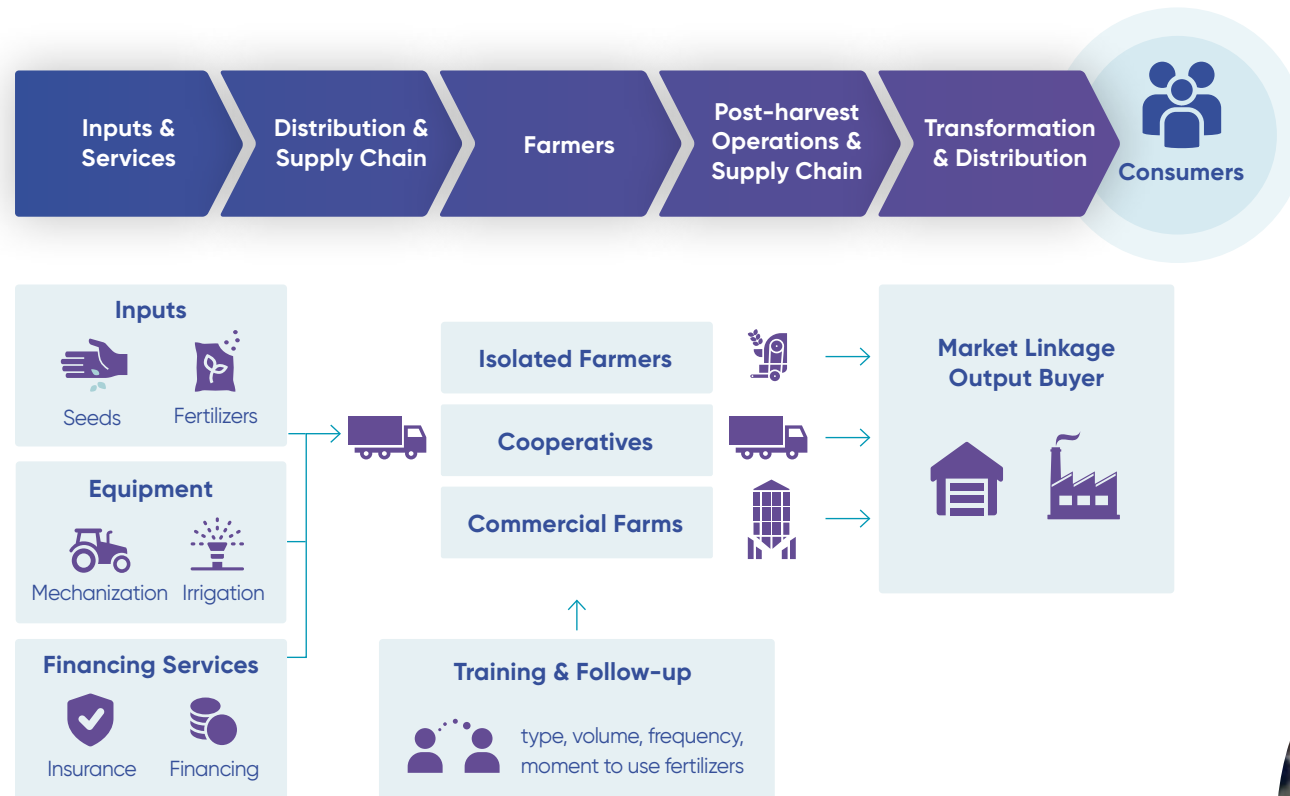 Inputs &
Services
Distribution &
Supply Chain
Farmers
Post-harvest
Operations &
Supply Chain
Transformation
& Distribution
Consumers
Inputs
Seeds
Fertilizers
Equipment
Mechanization
Irrigation
Financing Services
Insurance
Financing
Isolated Farmers
Cooperatives
Commercial Farms
Training & Follow-up
type, volume, frequency,
moment to use fertilizers
Market Linkage
Output Buyer